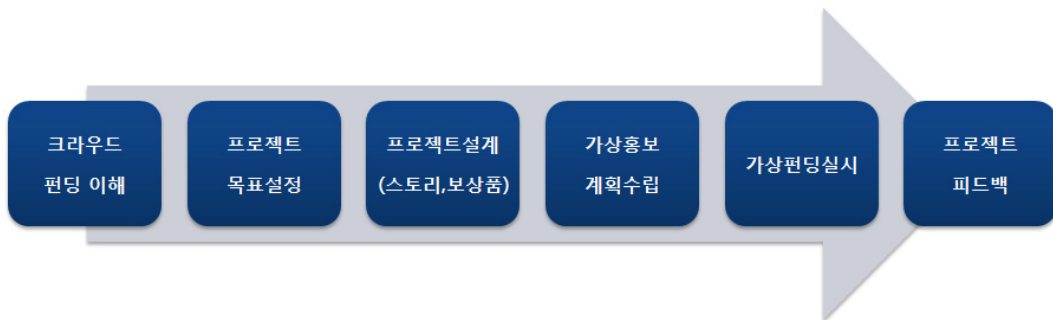 크라우드
펀딩 이해
프로젝트
목표설정
프로젝트설계
(스토리,보상품)
가상홍보
계획수립
가상펀딩실시
프로젝트
피드백